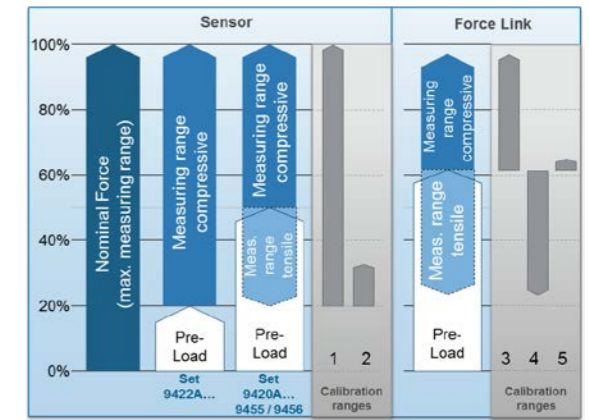 Sensor
Force Link
100%
80%
60%
40%
20%
0%
Nominal Force
(max. measuring range)
Measuring range
compressive
Pre-
Load
Measuring range
compressive
Meas.
range
tensile
Pre-
Load
Set
9422A...
Set
9420A...
9455 / 9456
1 2
Calibration
ranges
Measuring
range
compressive
Meas. range
tensile
Pre-
Load
3 4 5
Calibration
ranges